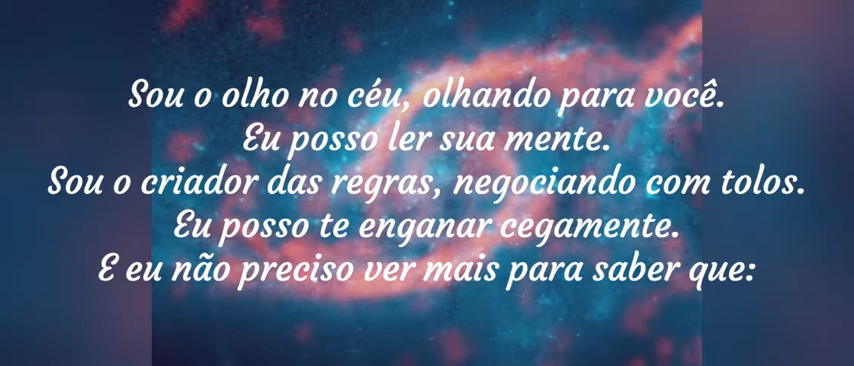 Sou o olho no céu, olhando para você.
Eu posso ler sua mente.
Sou o criador das regras, negociando com tolos.
Eu posso te enganar cegamente.
E eu não preciso ver mais para saber que: